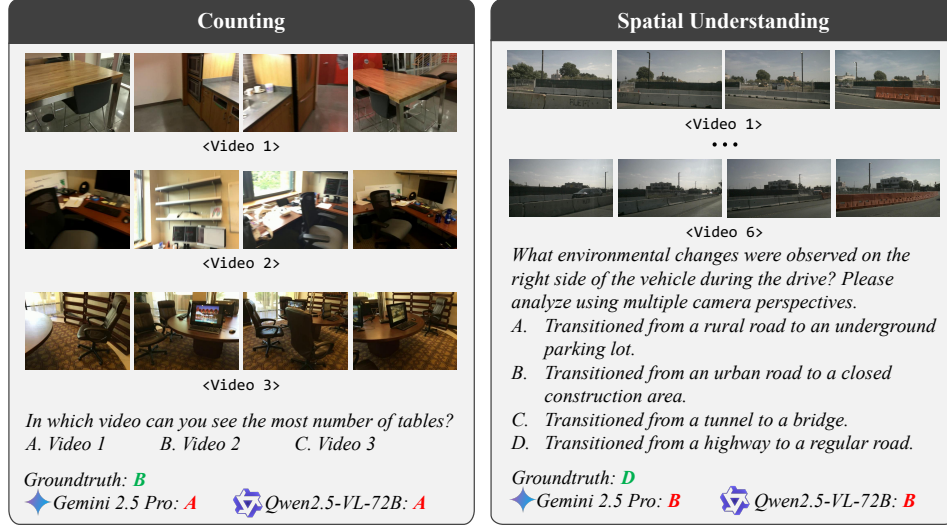 Counting
<Video 1>
<Video 2>
<Video 3>
In which video can you see the most number of tables?
A. Video 1 B. Video 2 C. Video 3
Groundtruth: B
Gemini 2.5 Pro: A Qwen2.5-VL-72B: A
Spatial Understanding
<Video 1>
...
<Video 6>
What environmental changes were observed on the
right side of the vehicle during the drive? Please
analyze using multiple camera perspectives.
A. Transitioned from a rural road to an underground
parking lot.
B. Transitioned from an urban road to a closed
construction area.
C. Transitioned from a tunnel to a bridge.
D. Transitioned from a highway to a regular road.
Groundtruth: D
Gemini 2.5 Pro: B Qwen2.5-VL-72B: B